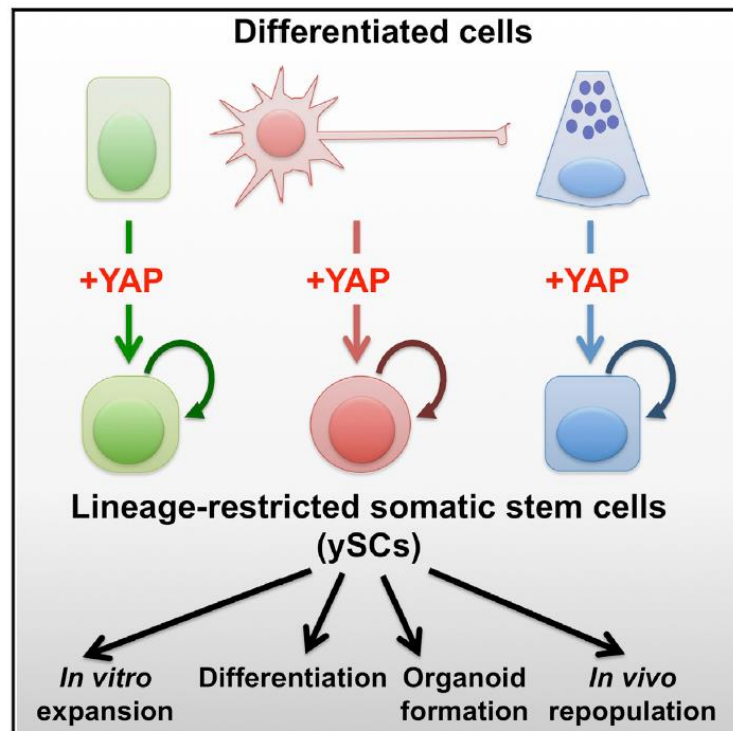 Differentiated cells
+YAP +YAP +YAP
Lineage-restricted somatic stem cells
(ySCs)
In vitro expansion
Differentiation
Organoid formation
In vivo repopulation